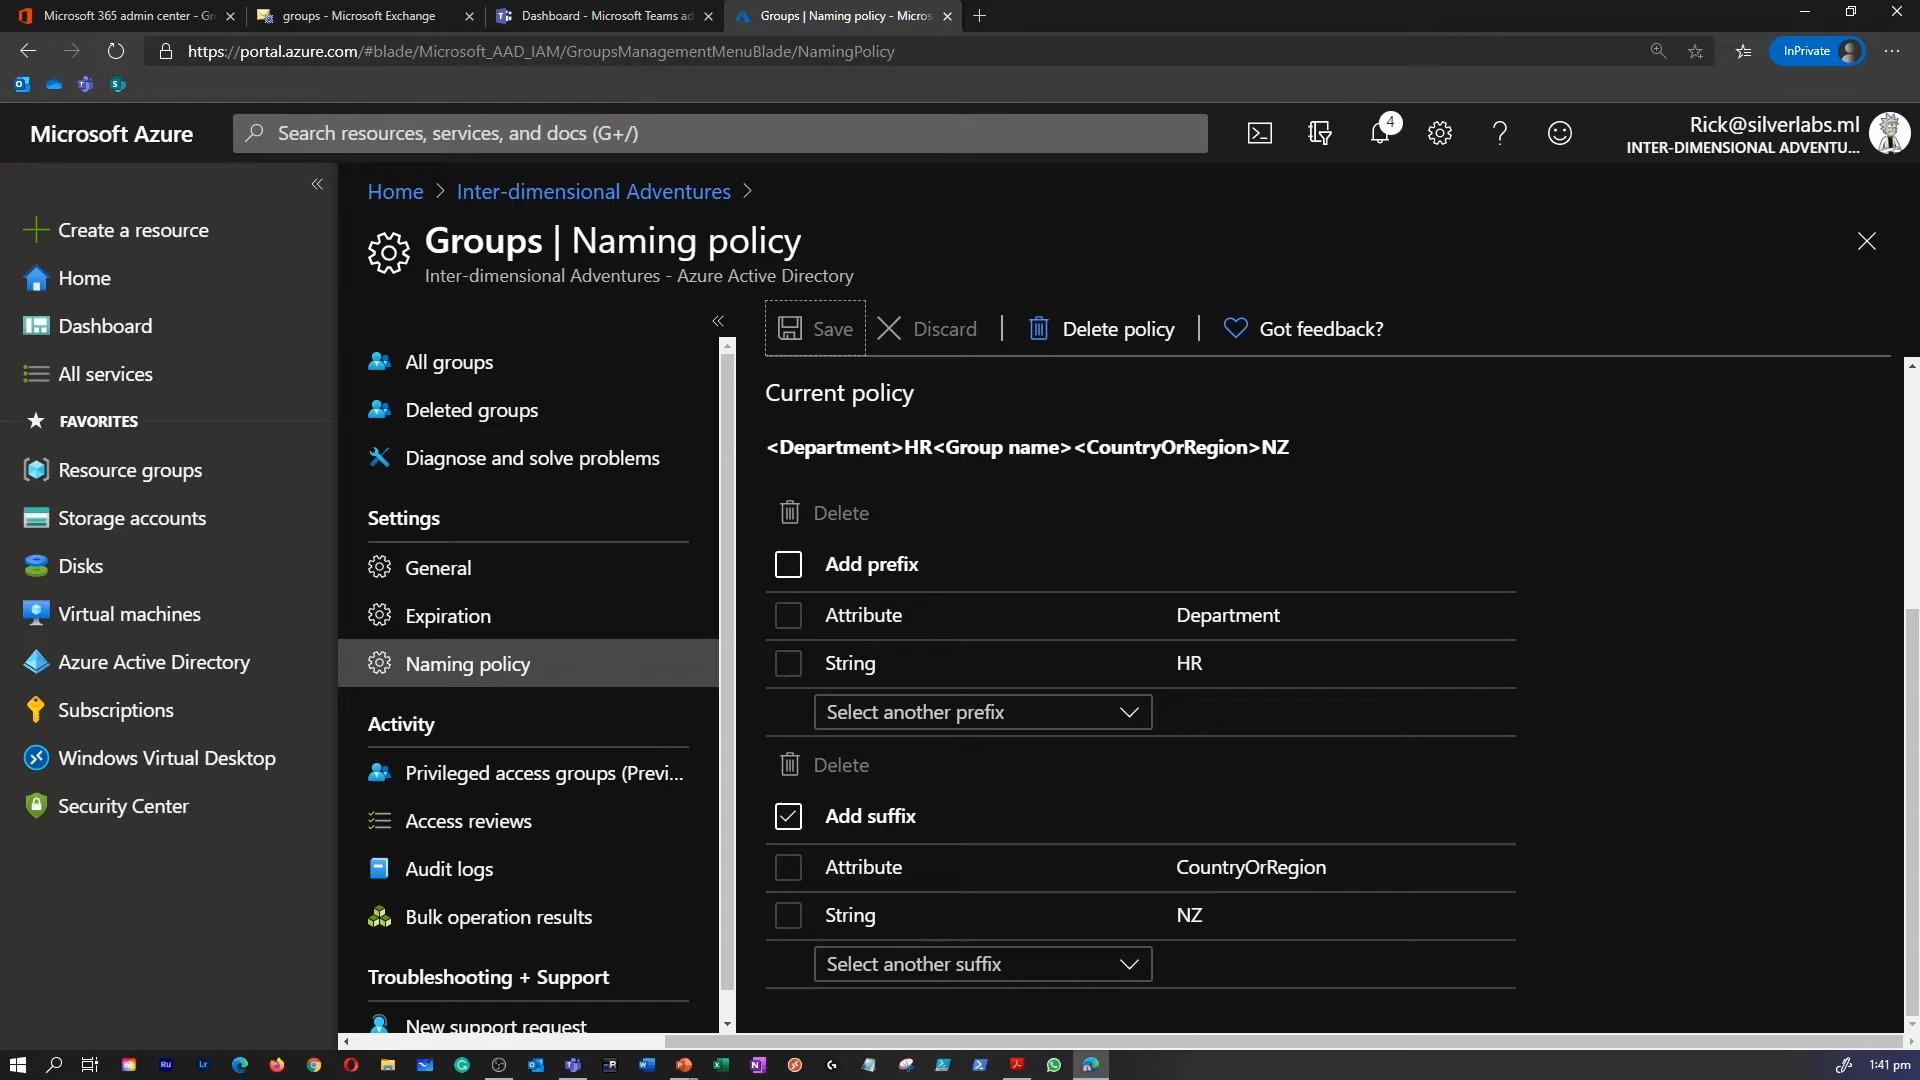 Microsoft 365 admin center - Gr
groups - Microsoft Exchange
Dashboard - Microsoft Teams ad
Groups | Naming policy - Micros
https://portal.azure.com/#blade/Microsoft_AAD_IAM/GroupsManagementMenuBlade/NamingPolicy
InPrivate
Microsoft Azure
Search resources, services, and docs (G+/)
4
Rick@silverlabs.ml
INTER-DIMENSIONAL ADVENTU...
Create a resource
Home
Dashboard
All services
FAVORITES
Resource groups
Storage accounts
Disks
Virtual machines
Azure Active Directory
Subscriptions
Windows Virtual Desktop
Security Center
Home > Inter-dimensional Adventures >
Groups | Naming policy
Inter-dimensional Adventures - Azure Active Directory
All groups
Deleted groups
Diagnose and solve problems
Settings
General
Expiration
Naming policy
Activity
Privileged access groups (Previ...
Access reviews
Audit logs
Bulk operation results
Troubleshooting + Support
New support request
Save
Discard
Delete policy
Got feedback?
Current policy
<Department>HR<Group name><CountryOrRegion>NZ
Delete
Add prefix
Attribute Department
String HR
Select another prefix
Delete
Add suffix
Attribute CountryOrRegion
String NZ
Select another suffix
1:41 pm